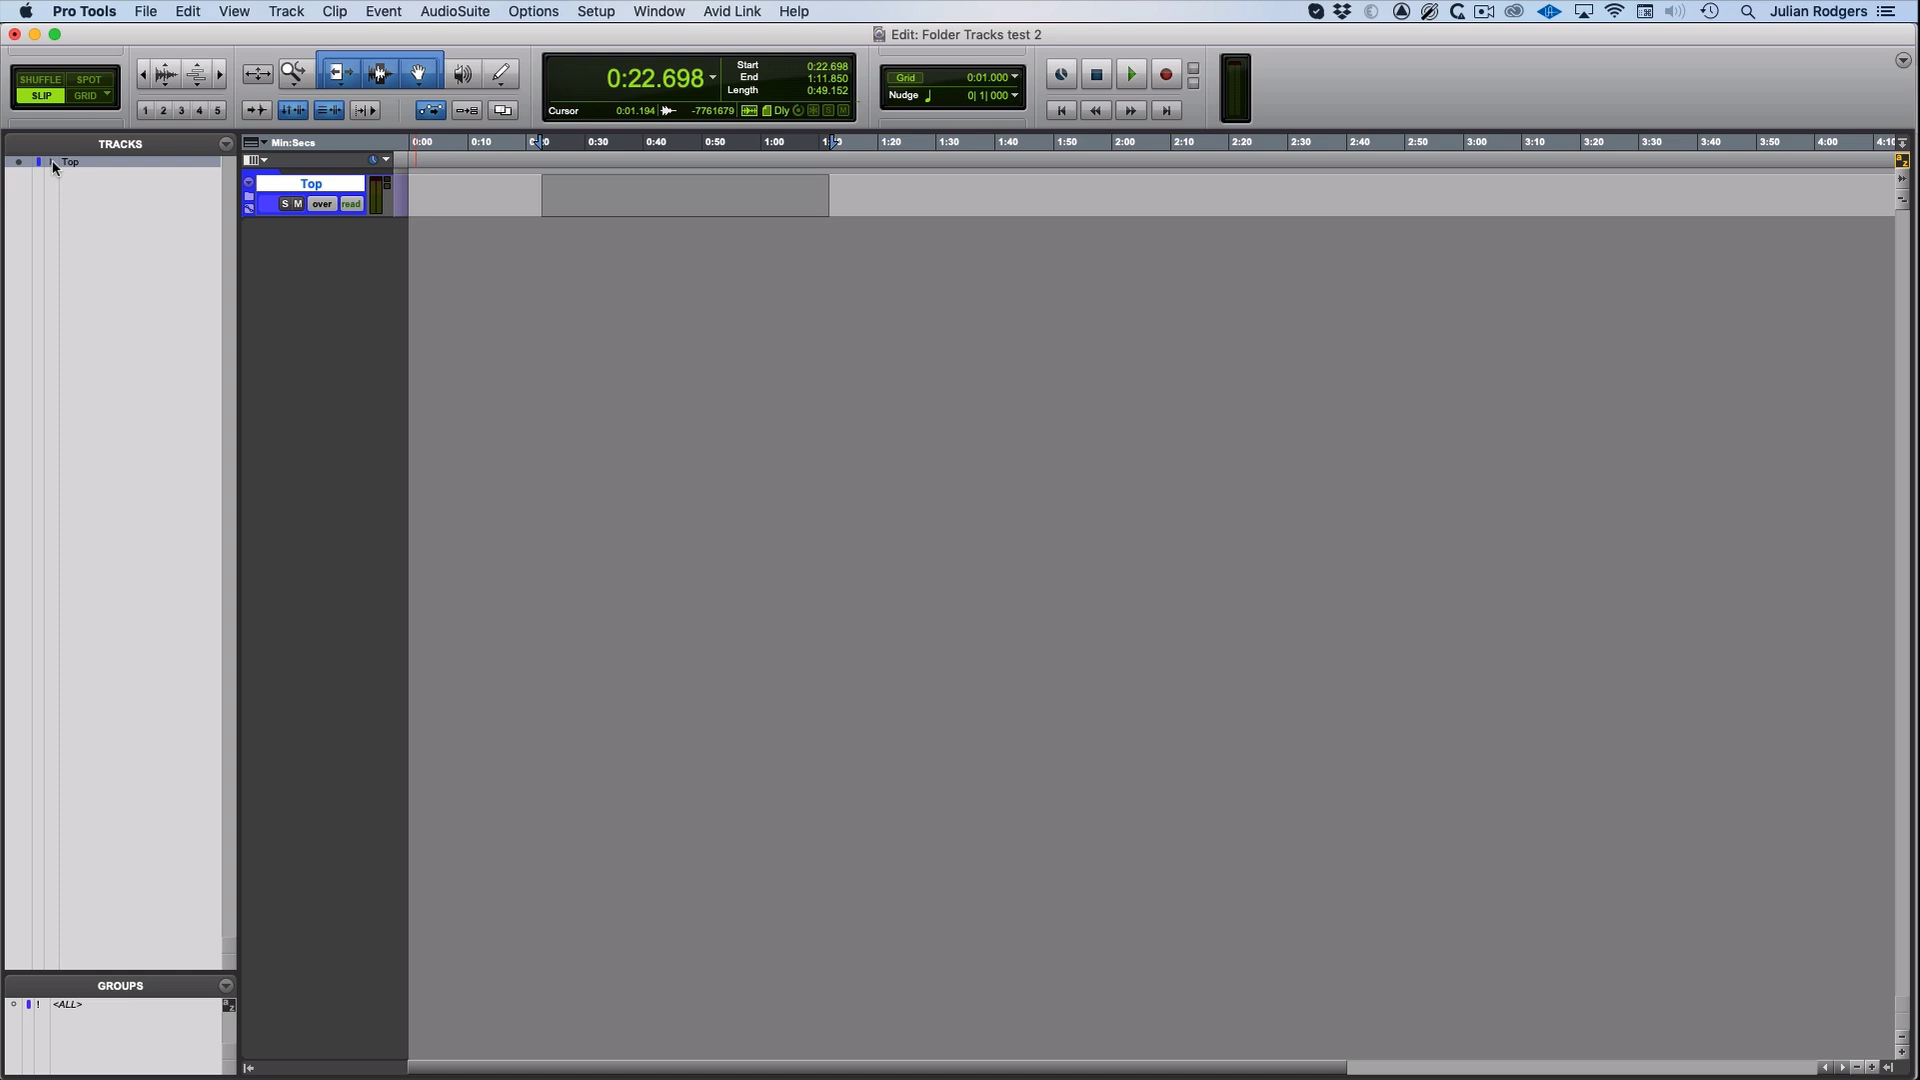 Pro Tools File Edit View Track Clip Event AudioSuite Options Setup Window Avid Link Help Julian Rodgers
Edit: Folder Tracks test 2
SHUFFLE SPOT
SLIP GRID
1 2 3 4 5
0:22.698
Start 0:22.698
End 1:11.850
Length 0:49.152
Cursor 0:01.194 -7761679 Dly S M
Grid 0:01.000
Nudge 0| 1| 000
TRACKS
Top
Min:Secs 0:00 0:10 0:30 0:40 0:50 1:00 1:20 1:30 1:40 1:50 2:00 2:10 2:20 2:30 2:40 2:50 3:00 3:10 3:20 3:30 3:40 3:50 4:00 4:10
a z
Top
S M over read
GROUPS
! <ALL>
a z